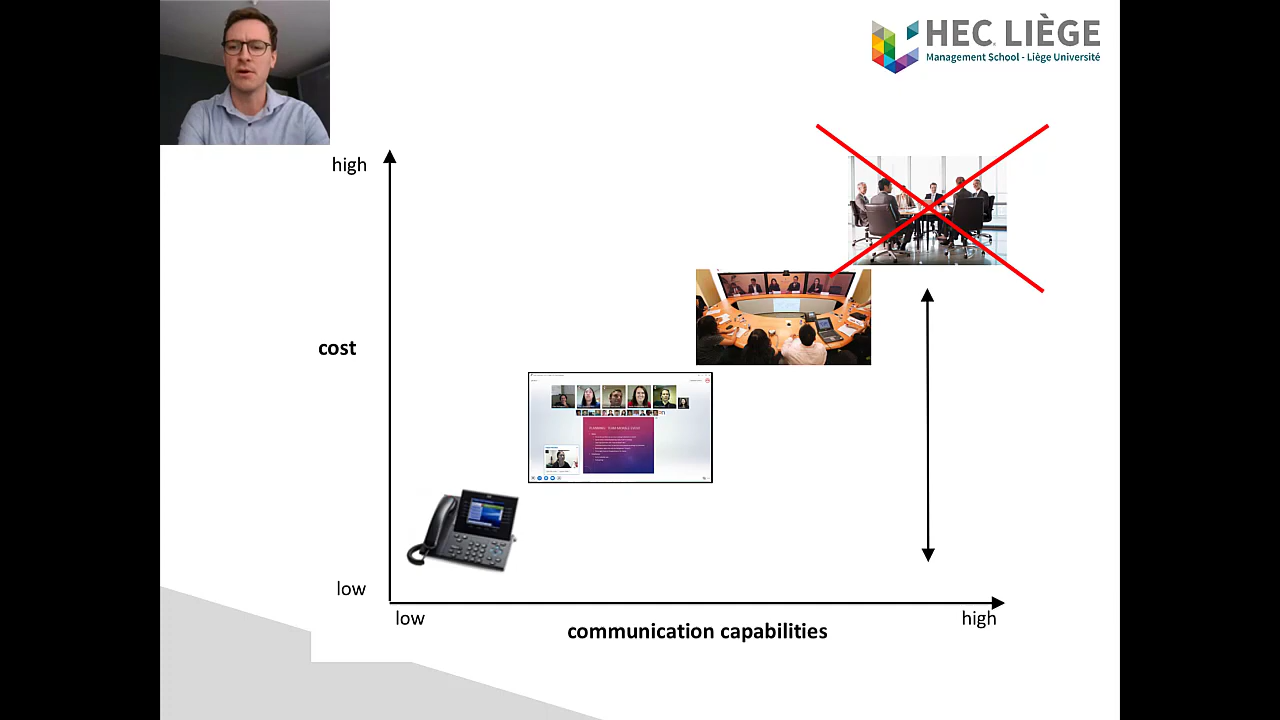 HEC LIÈGE
Management School - Liège Université
high
cost
low
low
high
communication capabilities